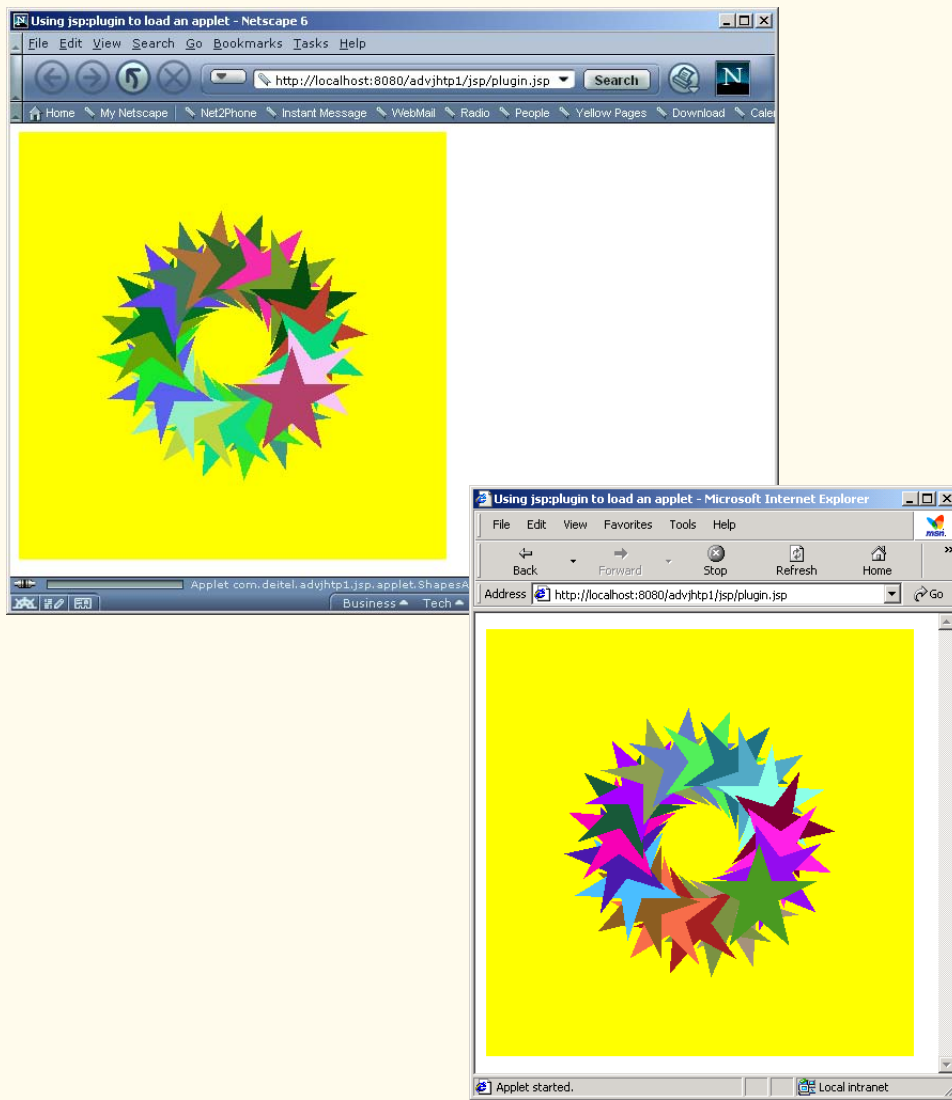 Using jsp:plugin to load an applet - Netscape 6
File Edit View Search Go Bookmarks Tasks Help
http://localhost:8080/advjhtp1/jsp/plugin.jsp Search N
Home My Netscape Net2Phone Instant Message WebMail Radio People Yellow Pages Download Caler
Applet com.deitel.advjhtp1.jsp.applet.ShapesA
Business Tech
Using jsp:plugin to load an applet - Microsoft Internet Explorer
File Edit View Favorites Tools Help
msn.
Back Forward Stop Refresh Home »
Address http://localhost:8080/advjhtp1/jsp/plugin.jsp Go
Applet started. Local intranet